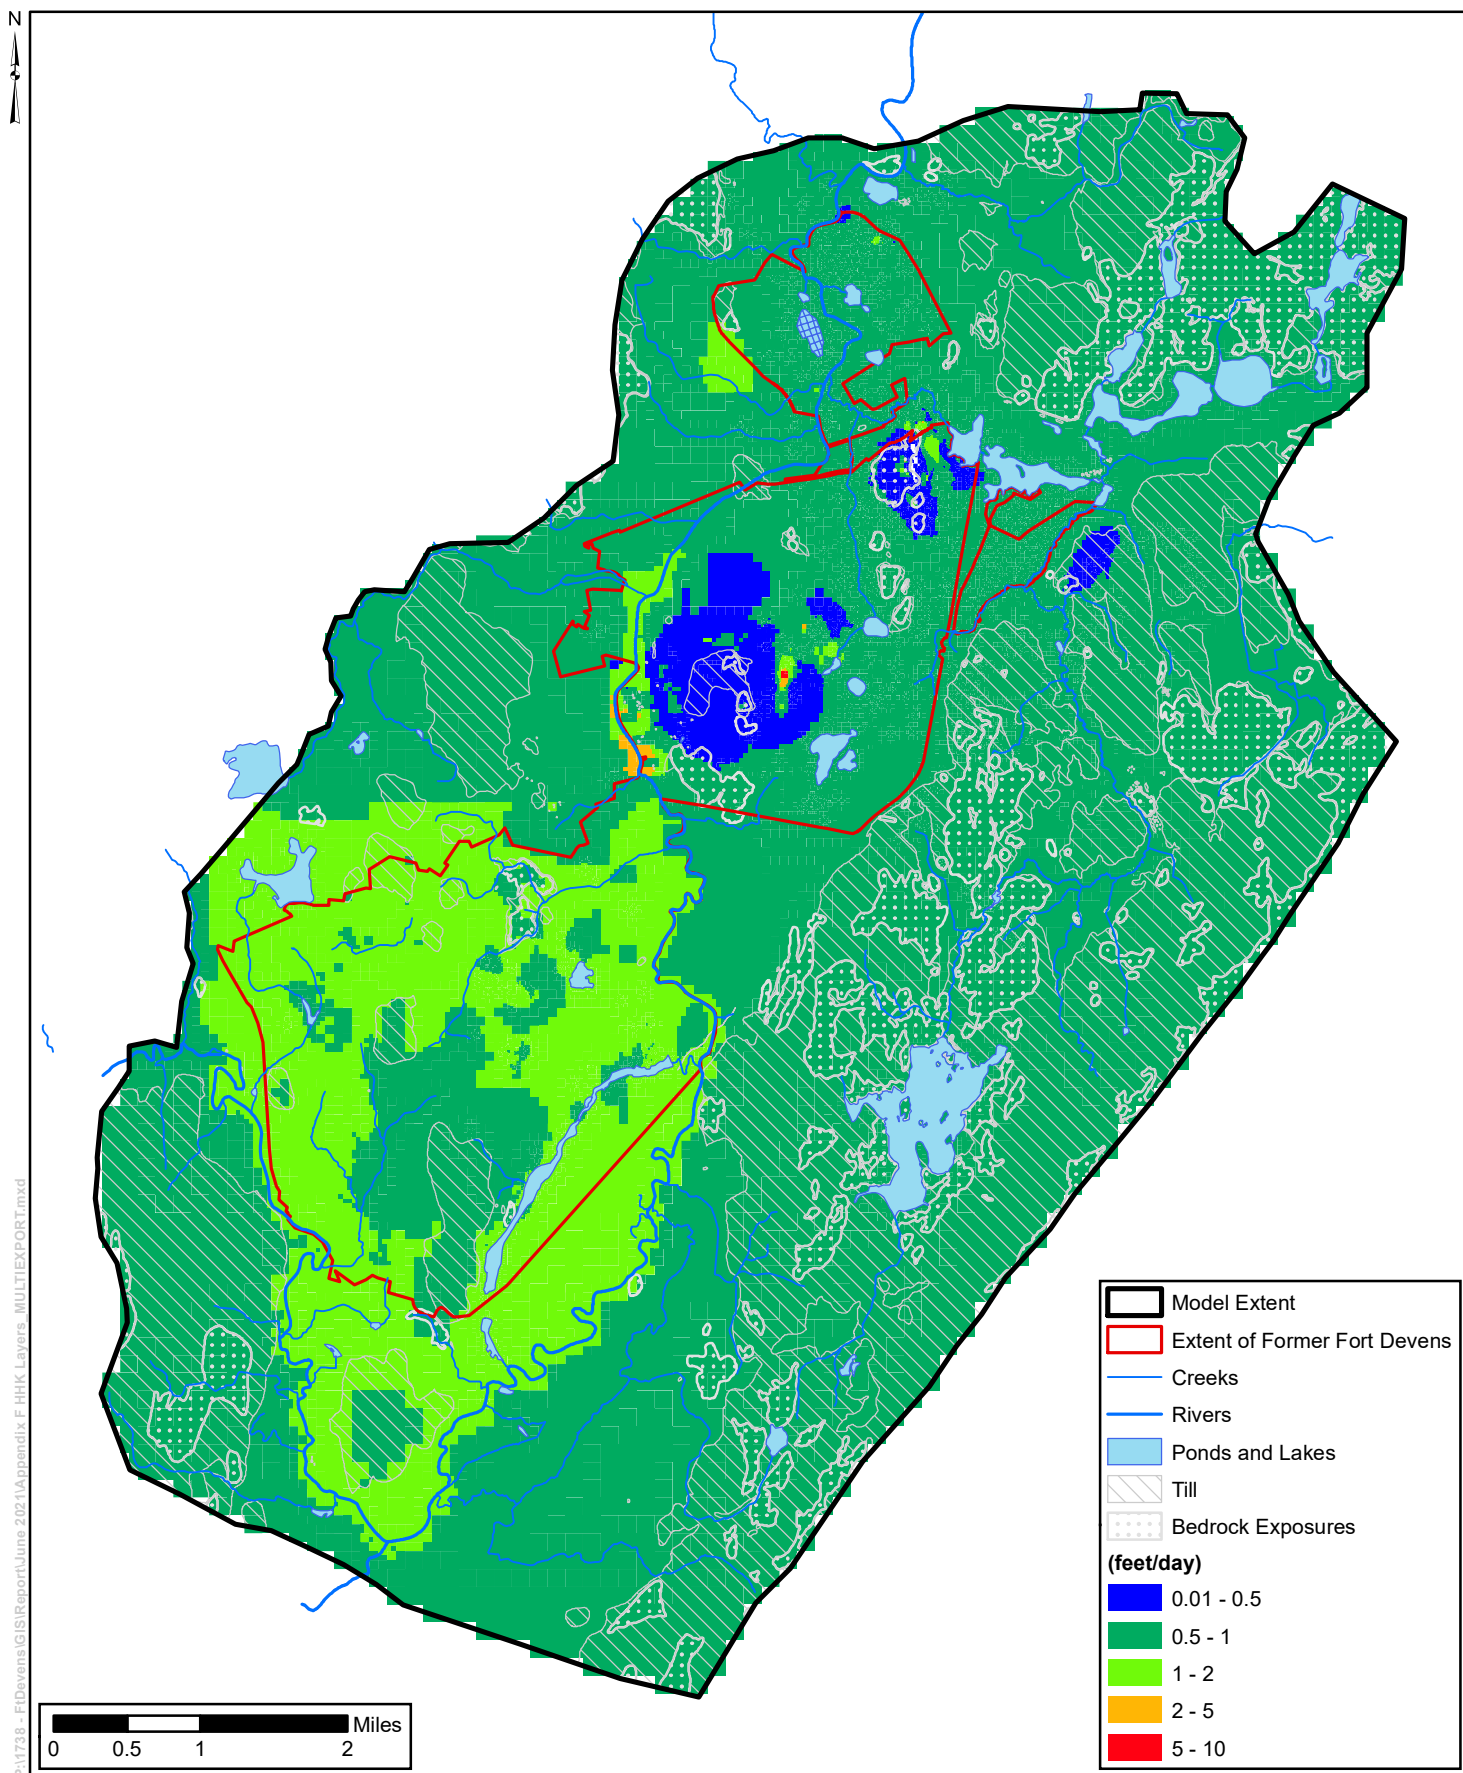 N
Model Extent
Extent of Former Fort Devens
Creeks
Rivers
Ponds and Lakes
Till
Bedrock Exposures
(feet/day)
0.01 - 0.5
0.5 - 1
1 - 2
2 - 5
5 - 10
Miles
0 0.5 1 2
P:\1738 - FtDevens\GIS\Report\June 2021\Appendix F HHK Layers_MULTIEXPORT.mxd